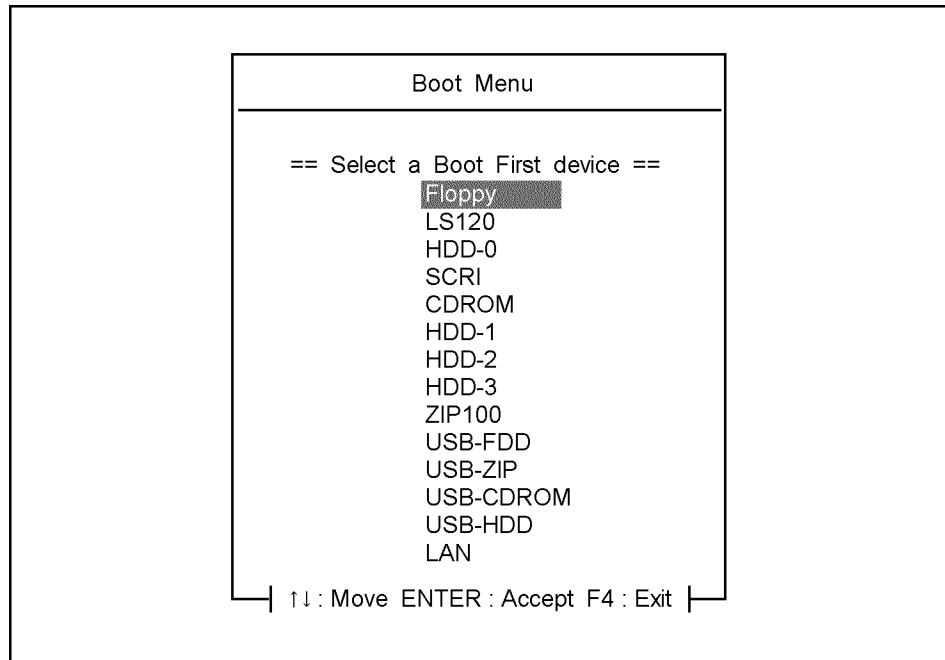 Boot Menu
== Select a Boot First device ==
Floppy
LS120
HDD-0
SCRI
CDROM
HDD-1
HDD-2
HDD-3
ZIP100
USB-FDD
USB-ZIP
USB-CDROM
USB-HDD
LAN
↑↓ : Move ENTER : Accept F4 : Exit